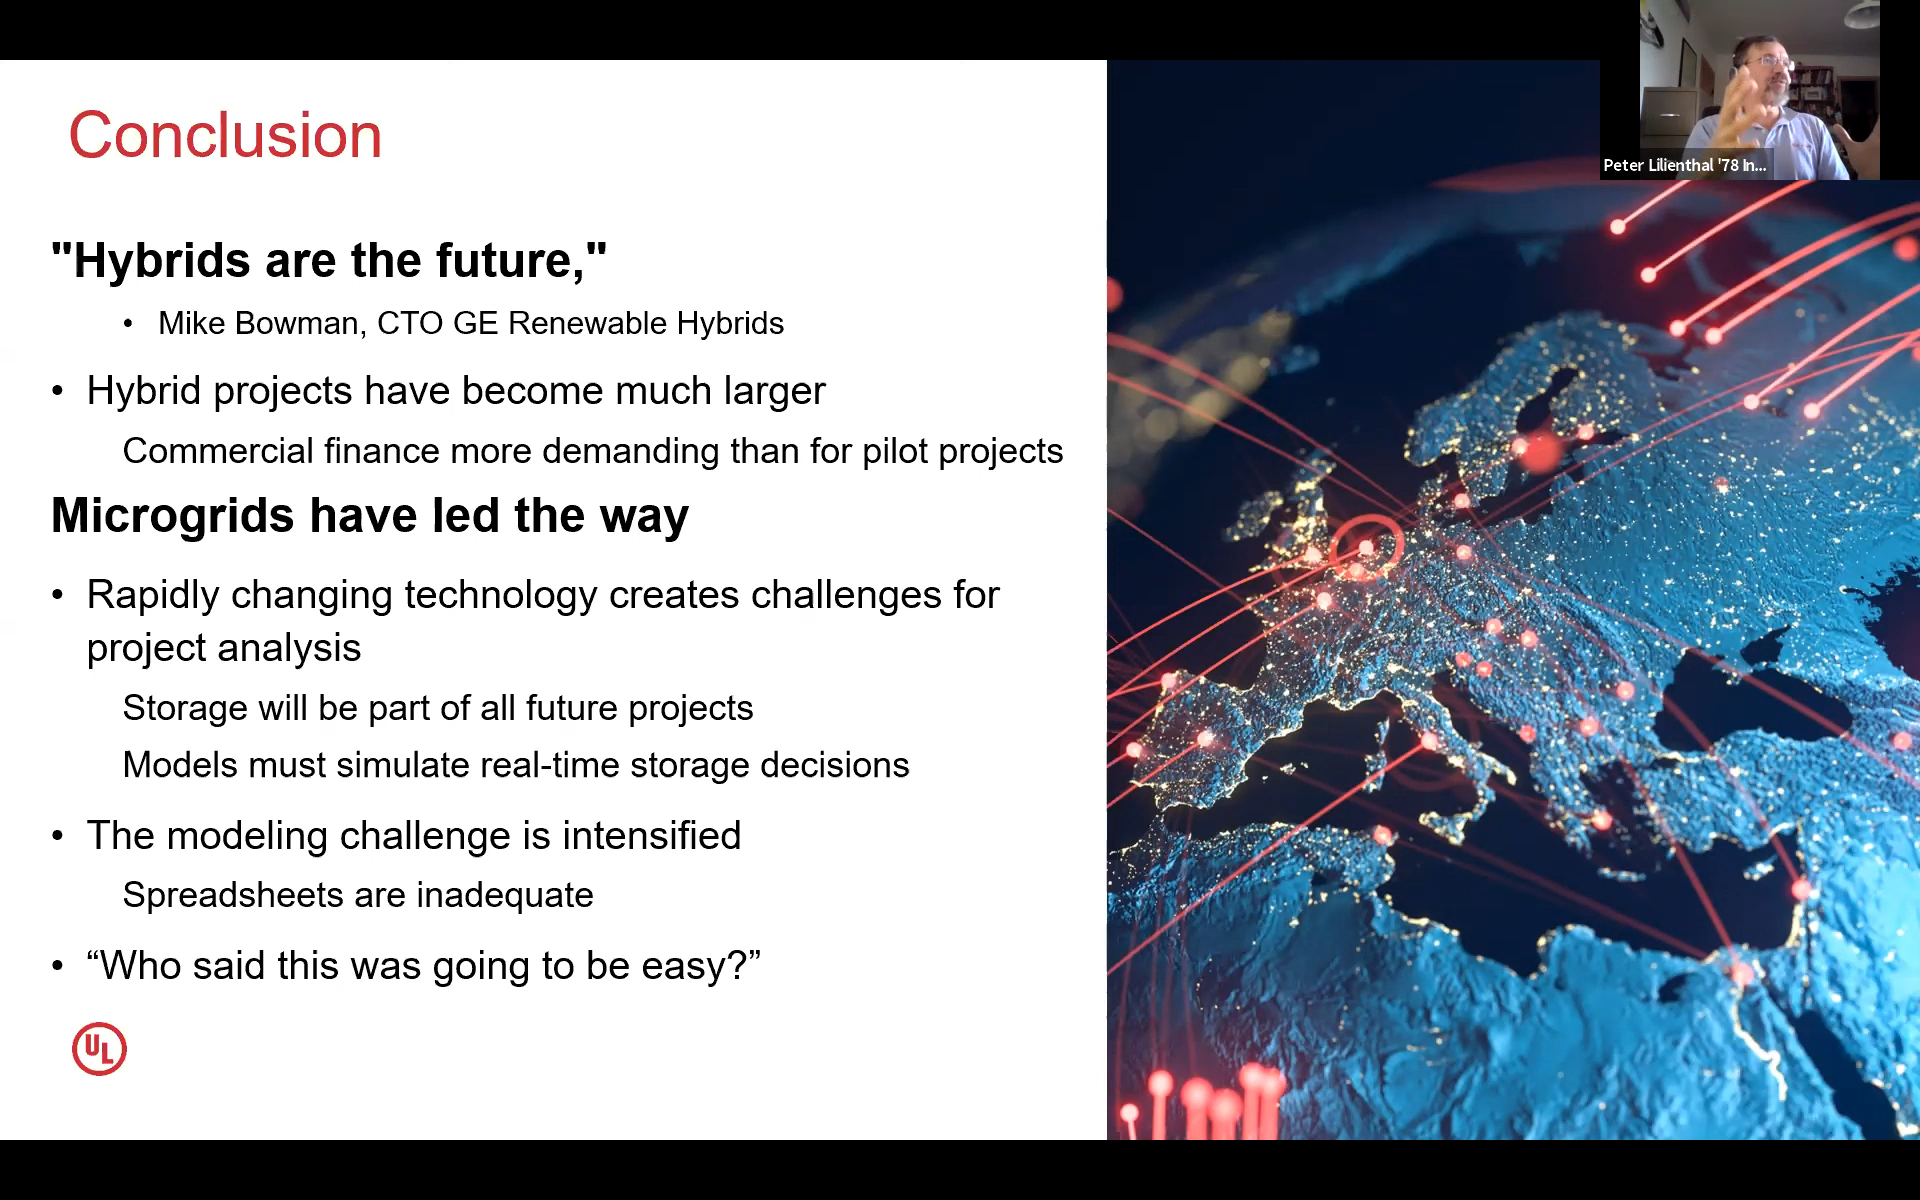 Conclusion
Peter Lilienthal '78 In...
"Hybrids are the future,"
• Mike Bowman, CTO GE Renewable Hybrids
• Hybrid projects have become much larger
Commercial finance more demanding than for pilot projects
Microgrids have led the way
• Rapidly changing technology creates challenges for
project analysis
Storage will be part of all future projects
Models must simulate real-time storage decisions
• The modeling challenge is intensified
Spreadsheets are inadequate
• “Who said this was going to be easy?”
UL